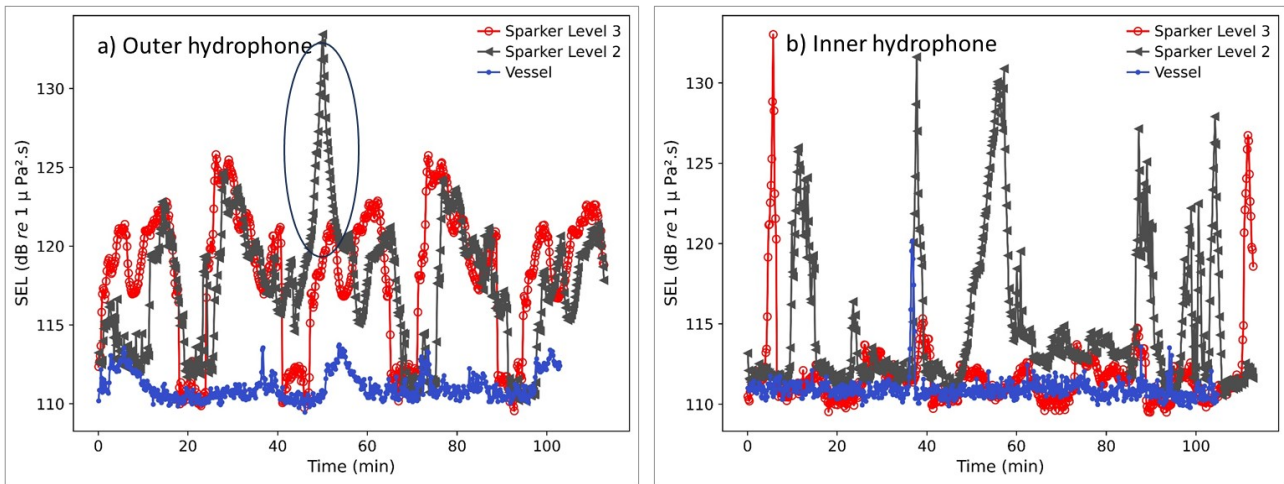 a) Outer hydrophone
Sparker Level 3
Sparker Level 2
Vessel
130
125
120
115
110
SEL (dB re 1 µ Pa².s)
0
20
40
60
80
100
Time (min)
b) Inner hydrophone
Sparker Level 3
Sparker Level 2
Vessel
130
125
120
115
110
SEL (dB re 1 µ Pa².s)
0
20
40
60
80
100
Time (min)